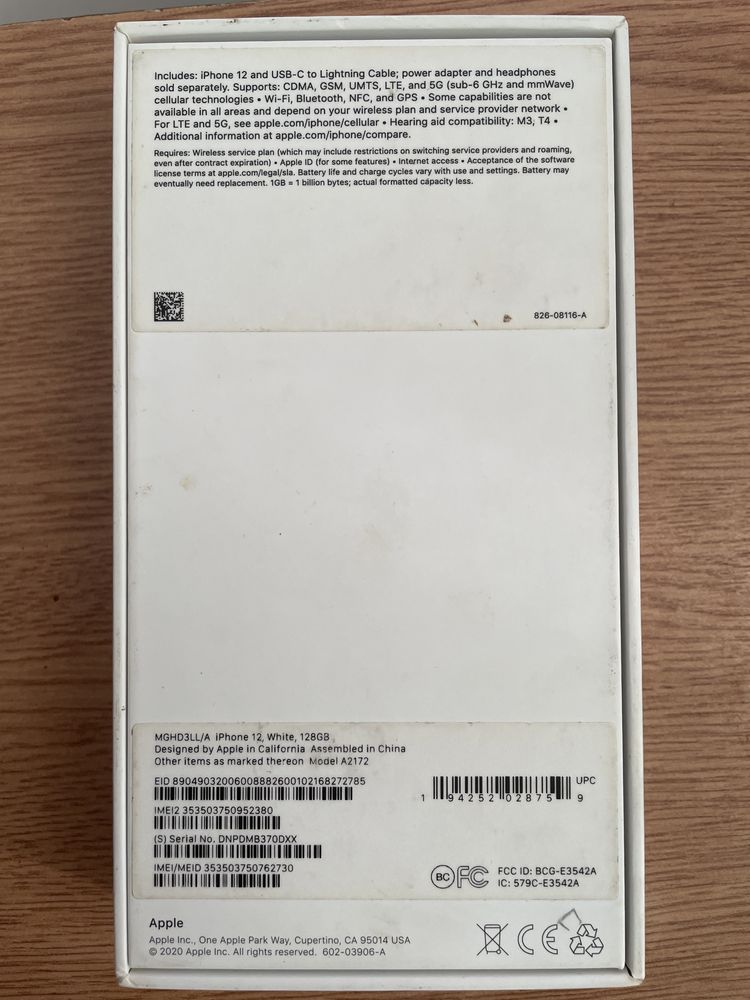 Includes: iPhone 12 and USB-C to Lightning Cable; power adapter and headphones
sold separately. Supports: CDMA, GSM, UMTS, LTE, and 5G (sub-6 GHz and mmWave)
cellular technologies • Wi-Fi, Bluetooth, NFC, and GPS • Some capabilities are not
available in all areas and depend on your wireless plan and service provider network •
For LTE and 5G, see apple.com/iphone/cellular • Hearing aid compatibility: M3, T4 •
Additional information at apple.com/iphone/compare.
Requires: Wireless service plan (which may include restrictions on switching service providers and roaming,
even after contract expiration) • Apple ID (for some features) • Internet access • Acceptance of the software
license terms at apple.com/legal/sla. Battery life and charge cycles vary with use and settings. Battery may
eventually need replacement. 1GB = 1 billion bytes; actual formatted capacity less.
826-08116-A
MGHD3LL/A iPhone 12, White, 128GB
Designed by Apple in California Assembled in China
Other items as marked thereon Model A2172
EID 89049032006008882600102168272785
UPC
1 94252 02875 9
IMEI2 353503750952380
(S) Serial No. DNPDMB370DXX
IMEI/MEID 353503750762730
BC FC
FCC ID: BCG-E3542A
IC: 579C-E3542A
Apple
Apple Inc., One Apple Park Way, Cupertino, CA 95014 USA
© 2020 Apple Inc. All rights reserved. 602-03906-A
CE